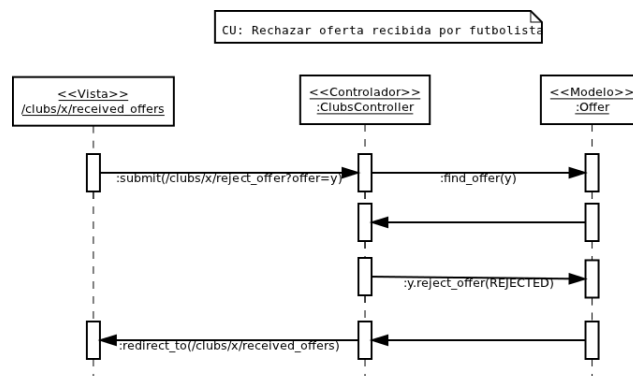 CU: Rechazar oferta recibida por futbolista
<<Vista>>
/clubs/x/received_offers
<<Controlador>>
:ClubsController
<<Modelo>>
:Offer
:submit(/clubs/x/reject_offer?offer=y)
:find_offer(y)
:y.reject_offer(REJECTED)
:redirect_to(/clubs/x/received_offers)